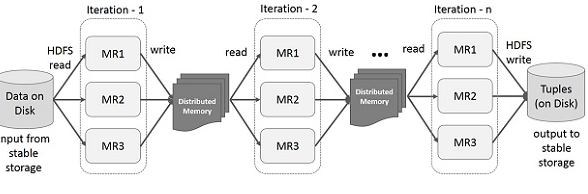 Iteration - 1
Iteration - 2
Iteration - n
HDFS
read
MR1
MR2
MR3
write
Distributed
Memory
read
MR1
MR2
MR3
write
...
Distributed
Memory
read
MR1
MR2
MR3
HDFS
write
Data on
Disk
nput from
stable
storage
Tuples
(on Disk)
output to
stable
storage